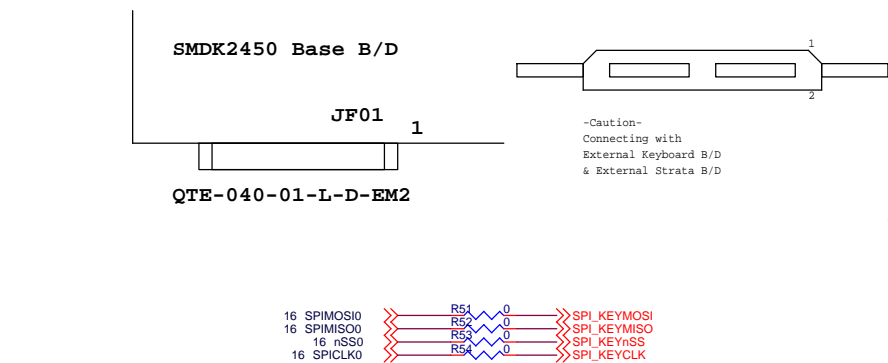 SMDK2450 Base B/D
JF01
1
QTE-040-01-L-D-EM2
1
2
-Caution-
Connecting with
External Keyboard B/D
& External Strata B/D
16 SPIMOSI0 R51 0 SPI_KEYMOSI
16 SPIMISO0 R52 0 SPI_KEYMISO
16 nSS0 R53 0 SPI_KEYnSS
16 SPICLK0 R54 0 SPI_KEYCLK